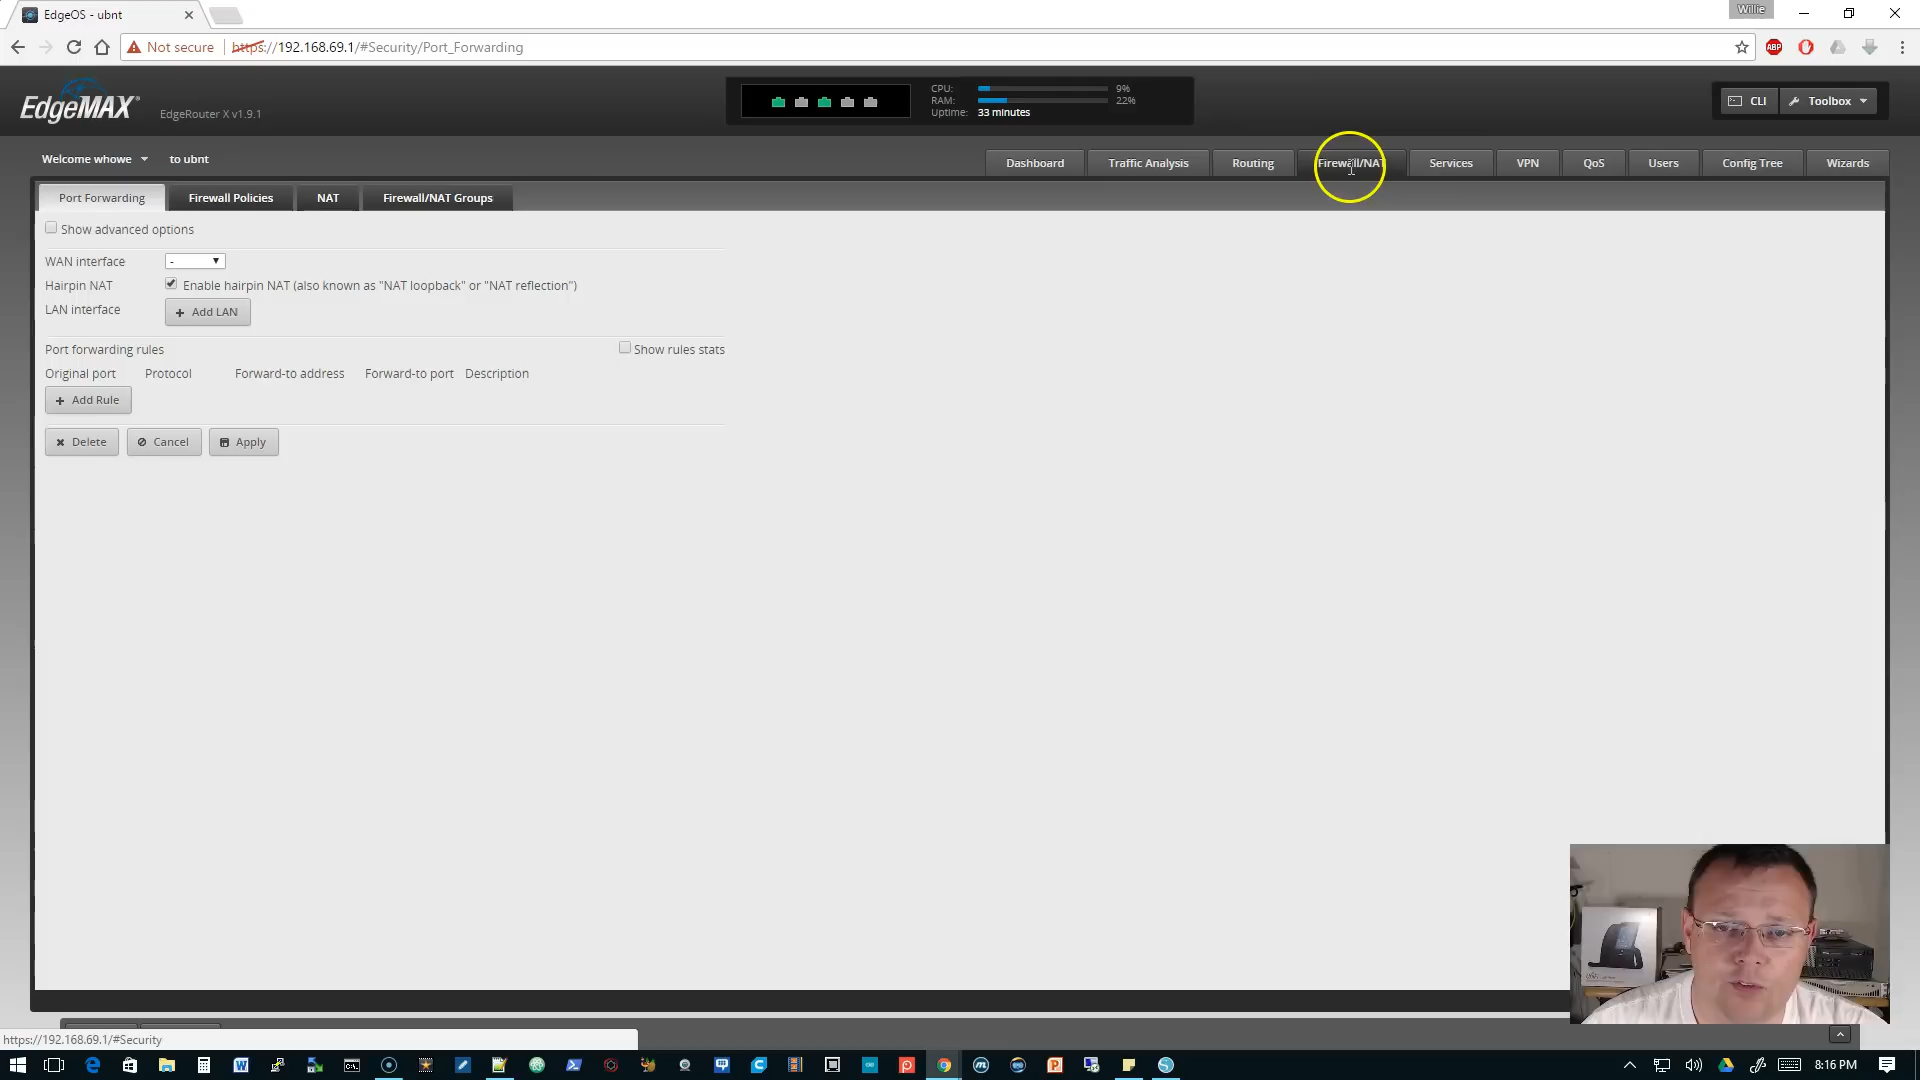 EdgeOS - ubnt
Willie
Not secure https://192.168.69.1/#Security/Port_Forwarding
ABP
EdgeMAX EdgeRouter X v1.9.1
CPU: 9%
RAM: 22%
Uptime: 33 minutes
CLI Toolbox
Welcome whowe to ubnt
Dashboard Traffic Analysis Routing Firewall/NAT Services VPN QoS Users Config Tree Wizards
Port Forwarding Firewall Policies NAT Firewall/NAT Groups
Show advanced options
WAN interface -
Hairpin NAT Enable hairpin NAT (also known as "NAT loopback" or "NAT reflection")
LAN interface + Add LAN
Port forwarding rules Show rules stats
Original port Protocol Forward-to address Forward-to port Description
+ Add Rule
Delete Cancel Apply
https://192.168.69.1/#Security
8:16 PM